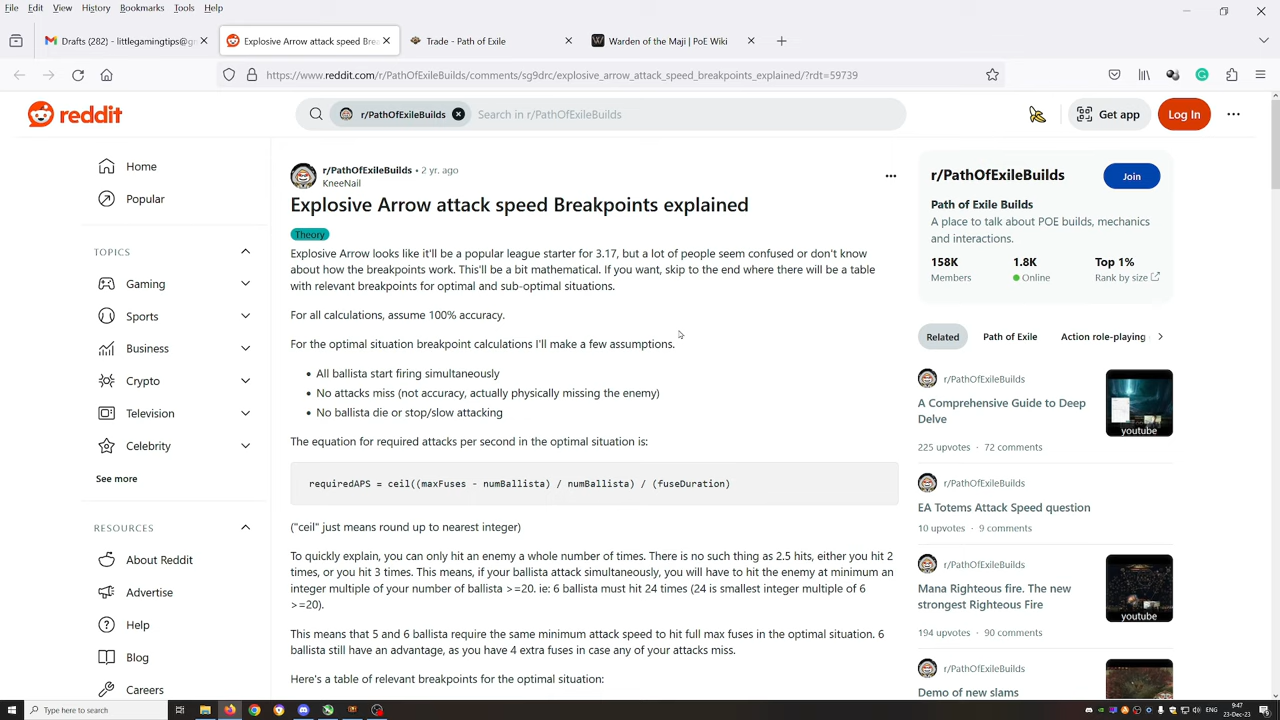 File Edit View History Bookmarks Tools Help
Drafts (282) - littlegamingtips@g
Explosive Arrow attack speed Bre
Trade - Path of Exile
Warden of the Maji | PoE Wiki
https://www.reddit.com/r/PathOfExileBuilds/comments/sg9drc/explosive_arrow_attack_speed_breakpoints_explained/?rdt=59739
reddit
r/PathOfExileBuilds
Search in r/PathOfExileBuilds
Get app
Log In
Home
Popular
TOPICS
Gaming
Sports
Business
Crypto
Television
Celebrity
See more
RESOURCES
About Reddit
Advertise
Help
Blog
Careers
r/PathOfExileBuilds • 2 yr. ago
KneeNail
Explosive Arrow attack speed Breakpoints explained
Theory
Explosive Arrow looks like it'll be a popular league starter for 3.17, but a lot of people seem confused or don't know
about how the breakpoints work. This'll be a bit mathematical. If you want, skip to the end where there will be a table
with relevant breakpoints for optimal and sub-optimal situations.
For all calculations, assume 100% accuracy.
For the optimal situation breakpoint calculations I'll make a few assumptions.
• All ballista start firing simultaneously
• No attacks miss (not accuracy, actually physically missing the enemy)
• No ballista die or stop/slow attacking
The equation for required attacks per second in the optimal situation is:
requiredAPS = ceil((maxFuses - numBallista) / numBallista) / (fuseDuration)
("ceil" just means round up to nearest integer)
To quickly explain, you can only hit an enemy a whole number of times. There is no such thing as 2.5 hits, either you hit 2
times, or you hit 3 times. This means, if your ballista attack simultaneously, you will have to hit the enemy at minimum an
integer multiple of your number of ballista >=20. ie: 6 ballista must hit 24 times (24 is smallest integer multiple of 6
>=20).
This means that 5 and 6 ballista require the same minimum attack speed to hit full max fuses in the optimal situation. 6
ballista still have an advantage, as you have 4 extra fuses in case any of your attacks miss.
Here's a table of relevant breakpoints for the optimal situation:
r/PathOfExileBuilds
Join
Path of Exile Builds
A place to talk about POE builds, mechanics
and interactions.
158K 1.8K Top 1%
Members Online Rank by size
Related Path of Exile Action role-playing
r/PathOfExileBuilds
A Comprehensive Guide to Deep
Delve
youtube
225 upvotes · 72 comments
r/PathOfExileBuilds
EA Totems Attack Speed question
10 upvotes · 9 comments
r/PathOfExileBuilds
Mana Righteous fire. The new
strongest Righteous Fire
youtube
194 upvotes · 90 comments
r/PathOfExileBuilds
Demo of new slams
Type here to search
ENG
9:47
23-Dec-23